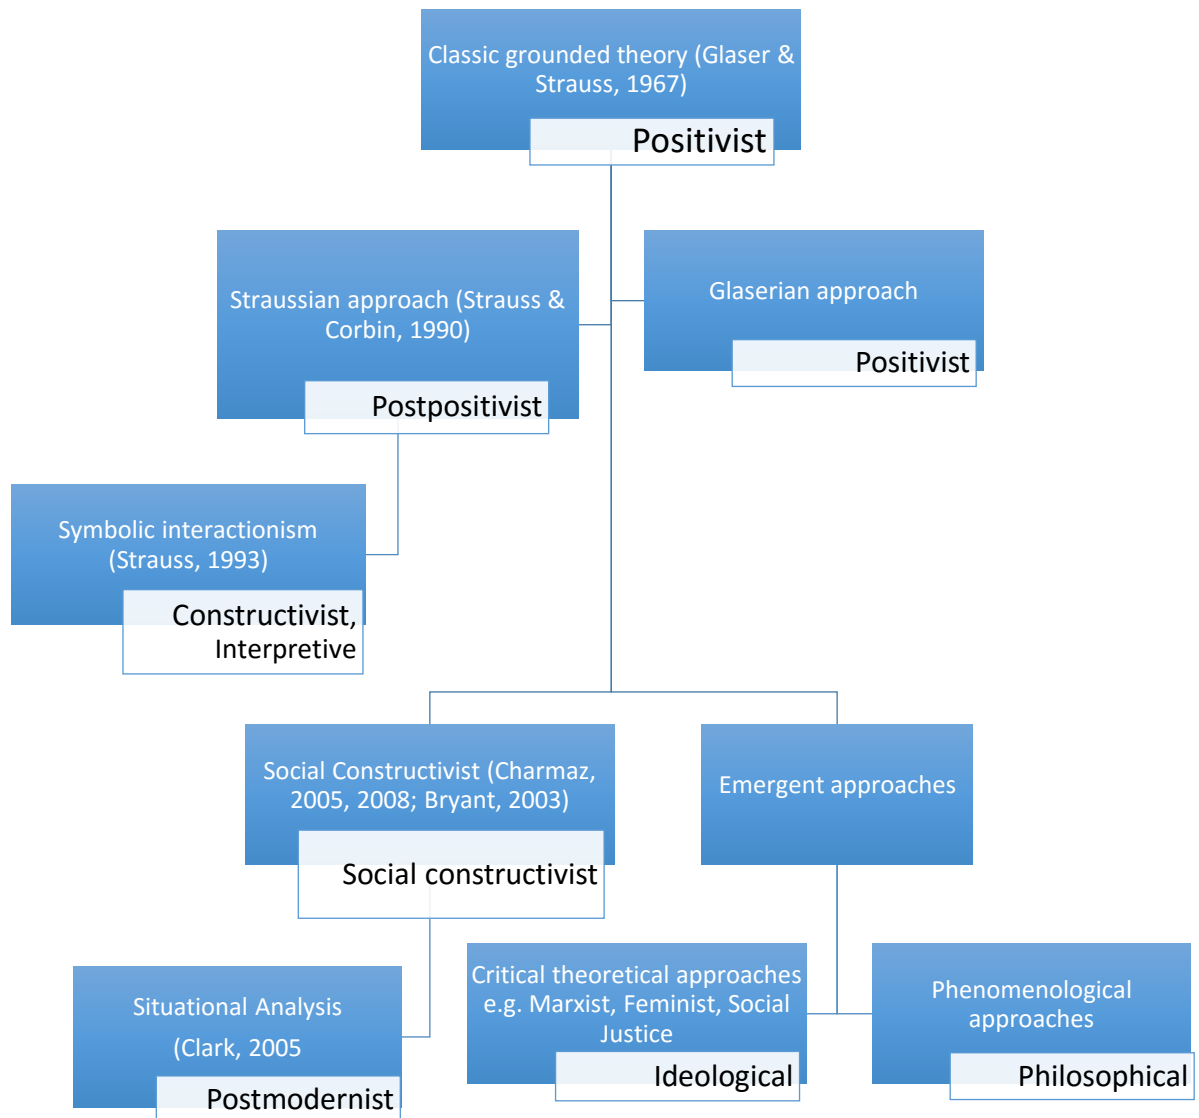 Classic grounded theory (Glaser &
Strauss, 1967)
Positivist
Straussian approach (Strauss &
Corbin, 1990)
Postpositivist
Glaserian approach
Positivist
Symbolic interactionism
(Strauss, 1993)
Constructivist,
Interpretive
Social Constructivist (Charmaz,
2005, 2008; Bryant, 2003)
Social constructivist
Emergent approaches
Situational Analysis
(Clark, 2005
Postmodernist
Critical theoretical approaches
e.g. Marxist, Feminist, Social
Justice
Ideological
Phenomenological
approaches
Philosophical